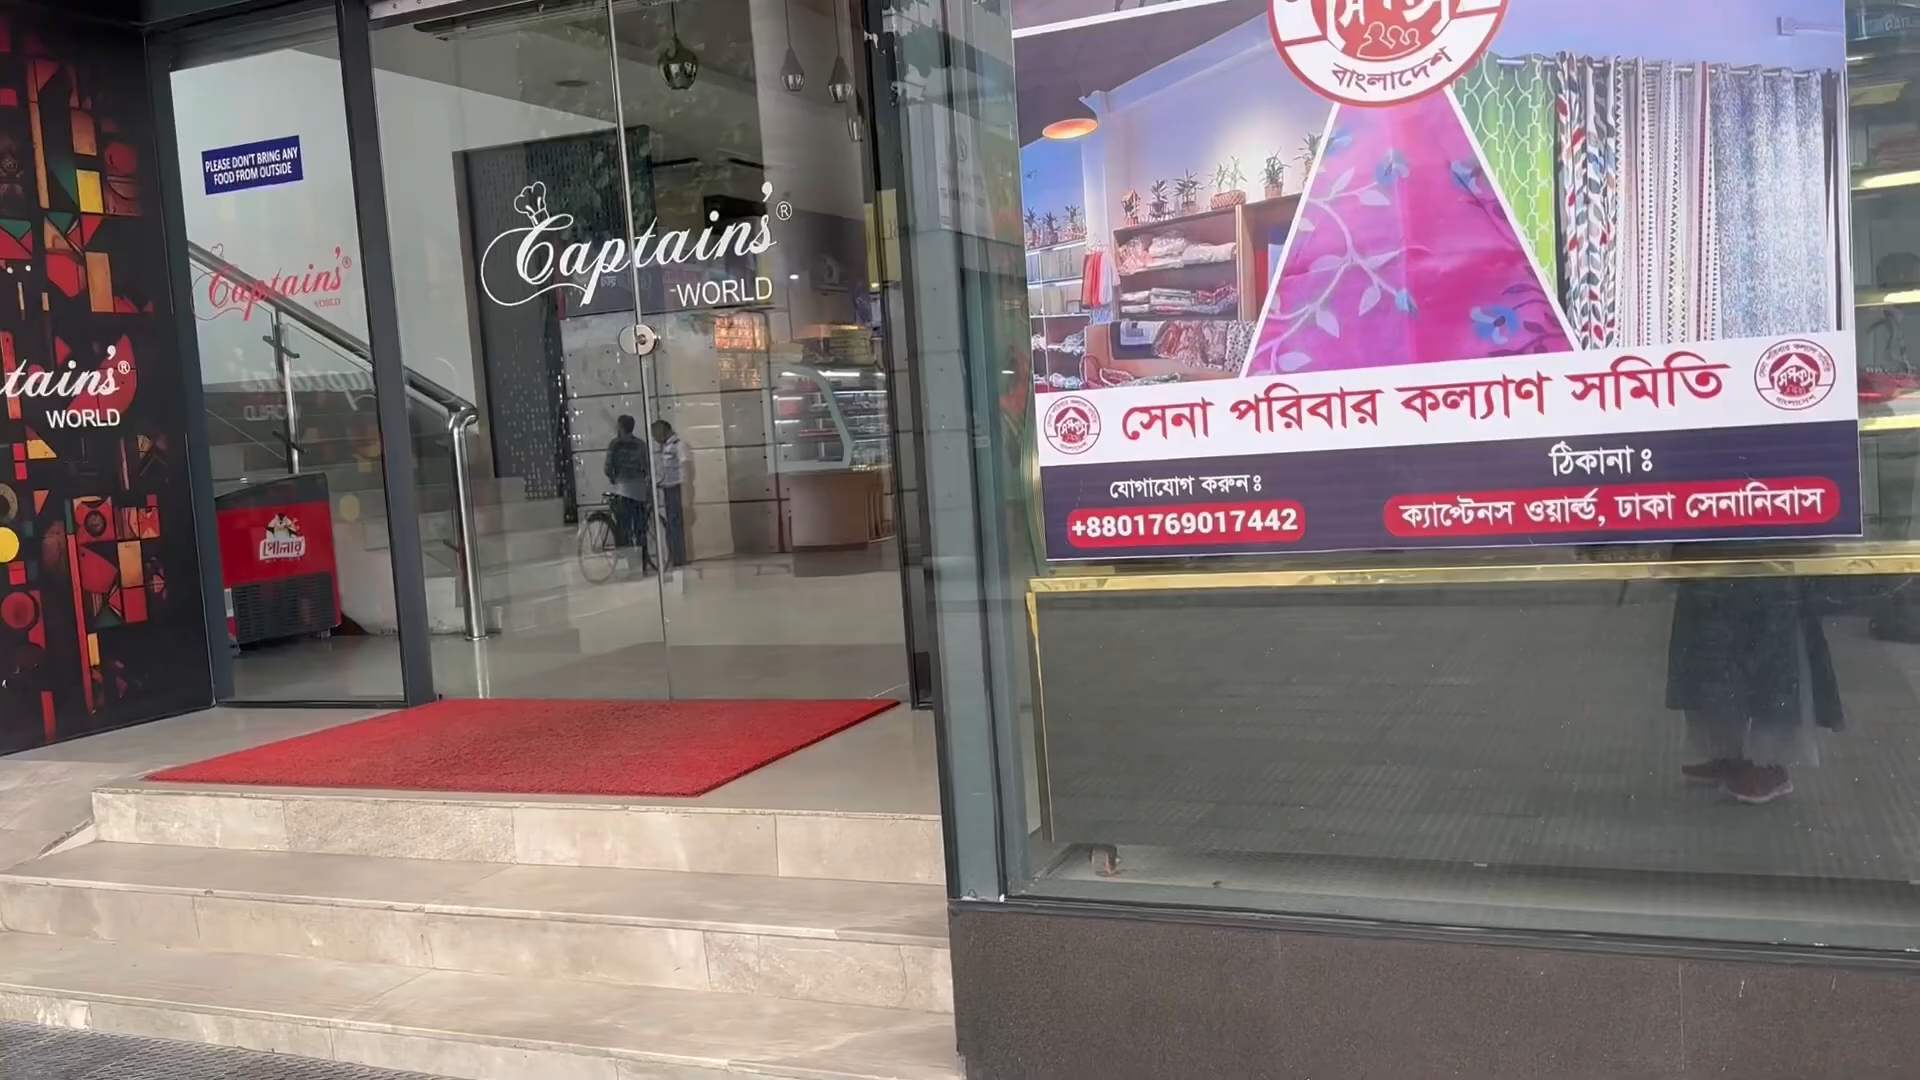 PLEASE DON'T BRING ANY
FOOD FROM OUTSIDE
Captains'®
WORLD
Captains'®
WORLD
tains'®
WORLD
পোলার
বাংলাদেশ
সেনা পরিবার কল্যাণ সমিতি
যোগাযোগ করুনঃ
+8801769017442
ঠিকানা ঃ
ক্যাপ্টেনস ওয়ার্ল্ড, ঢাকা সেনানিবাস